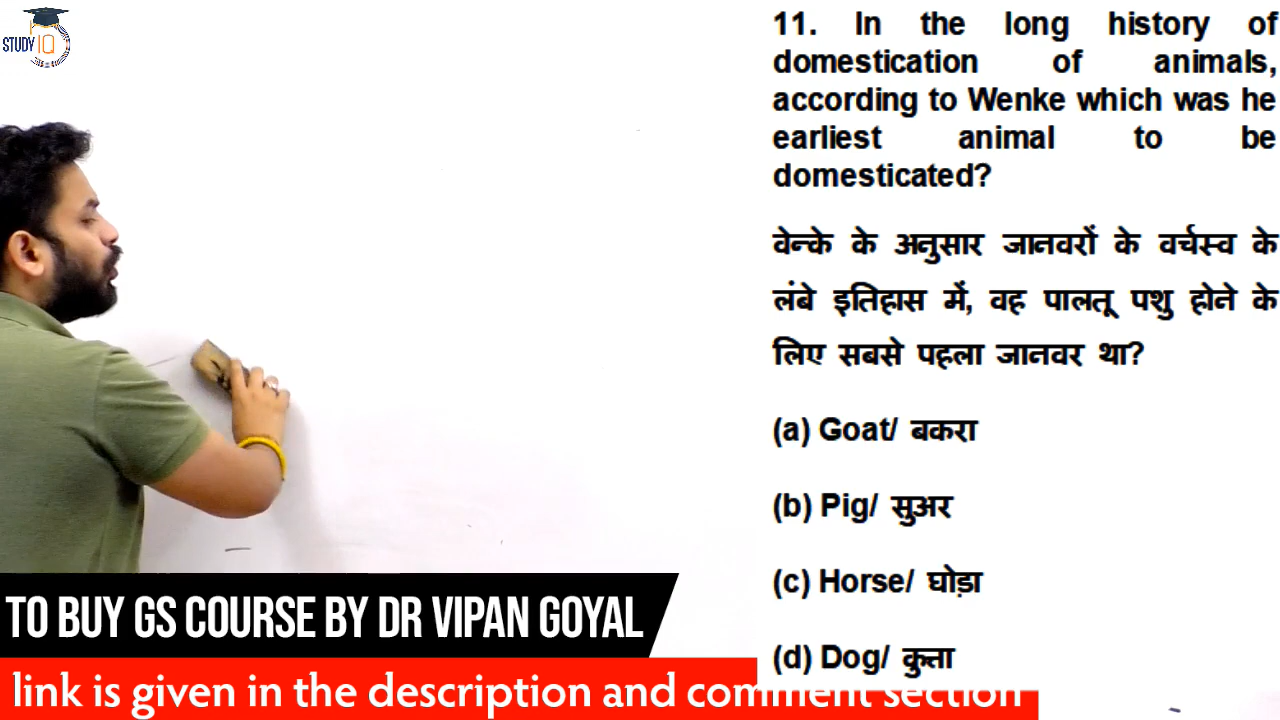 STUDY IQ
11. In the long history of
domestication of animals,
according to Wenke which was he
earliest animal to be
domesticated?
वेन्के के अनुसार जानवरों के वर्चस्व के
लंबे इतिहास में, वह पालतू पशु होने के
लिए सबसे पहला जानवर था?
(a) Goat/ बकरा
(b) Pig/ सुअर
(c) Horse/ घोड़ा
(d) Dog/ कुत्ता
TO BUY GS COURSE BY DR VIPAN GOYAL
link is given in the description and comment section